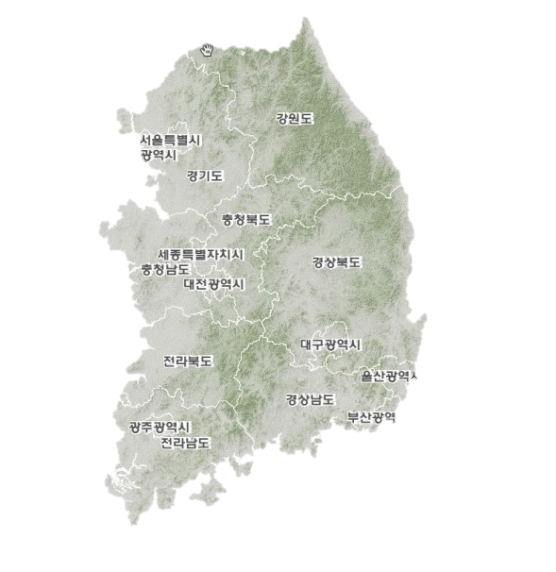 강원도
서울특별시
광역시
경기도
충청북도
세종특별자치시
충청남도
경상북도
대전광역시
대구광역시
전라북도
울산광역
경상남도
부산광역
광주광역시
전라남도